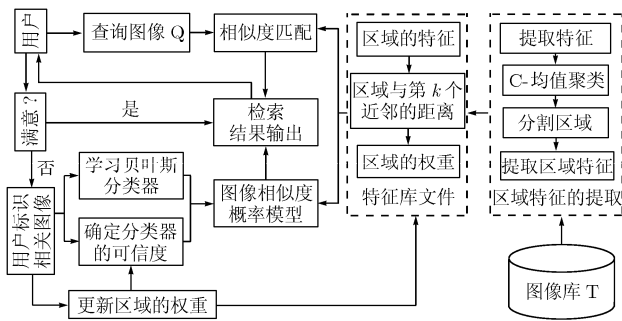 用户
查询图像 Q
相似度匹配
满意？
是
检索
结果输出
否
学习贝叶斯
分类器
用户标识
相关图像
确定分类器
的可信度
图像相似度
概率模型
更新区域的权重
区域的特征
区域与第 k 个
近邻的距离
区域的权重
特征库文件
提取特征
C-均值聚类
分割区域
提取区域特征
区域特征的提取
图像库 T